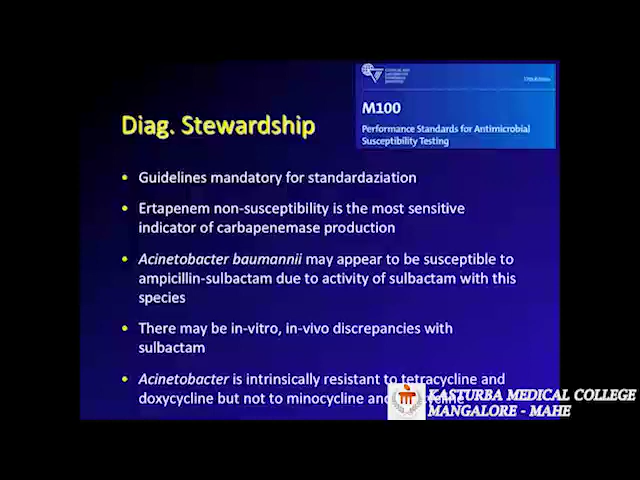 M100
Performance Standards for Antimicrobial
Susceptibility Testing
Diag. Stewardship
• Guidelines mandatory for standardaziation
• Ertapenem non-susceptibility is the most sensitive
indicator of carbapenemase production
• Acinetobacter baumannii may appear to be susceptible to
ampicillin-sulbactam due to activity of sulbactam with this
species
• There may be in-vitro, in-vivo discrepancies with
sulbactam
• Acinetobacter is intrinsically resistant to tetracycline and
doxycycline but not to minocycline and
KASTURBA MEDICAL COLLEGE
MANGALORE - MAHE